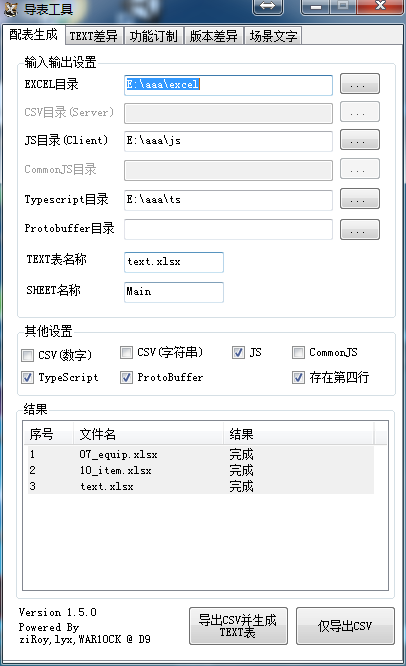 导表工具
配表生成 TEXT差异 功能订制 版本差异 场景文字
输入输出设置
EXCEL目录 E:\aaa\excel ...
CSV目录(Server) ...
JS目录(Client) E:\aaa\js ...
CommonJS目录 ...
Typescript目录 E:\aaa\ts ...
Protobuffer目录 ...
TEXT表名称 text.xlsx
SHEET名称 Main
其他设置
CSV(数字) CSV(字符串) JS CommonJS
TypeScript ProtoBuffer 存在第四行
结果
序号 文件名 结果
1 07_equip.xlsx 完成
2 10_item.xlsx 完成
3 text.xlsx 完成
Version 1.5.0
Powered By
ziRoy,lyx,WAR1OCK @ D9
导出CSV并生成
TEXT表
仅导出CSV